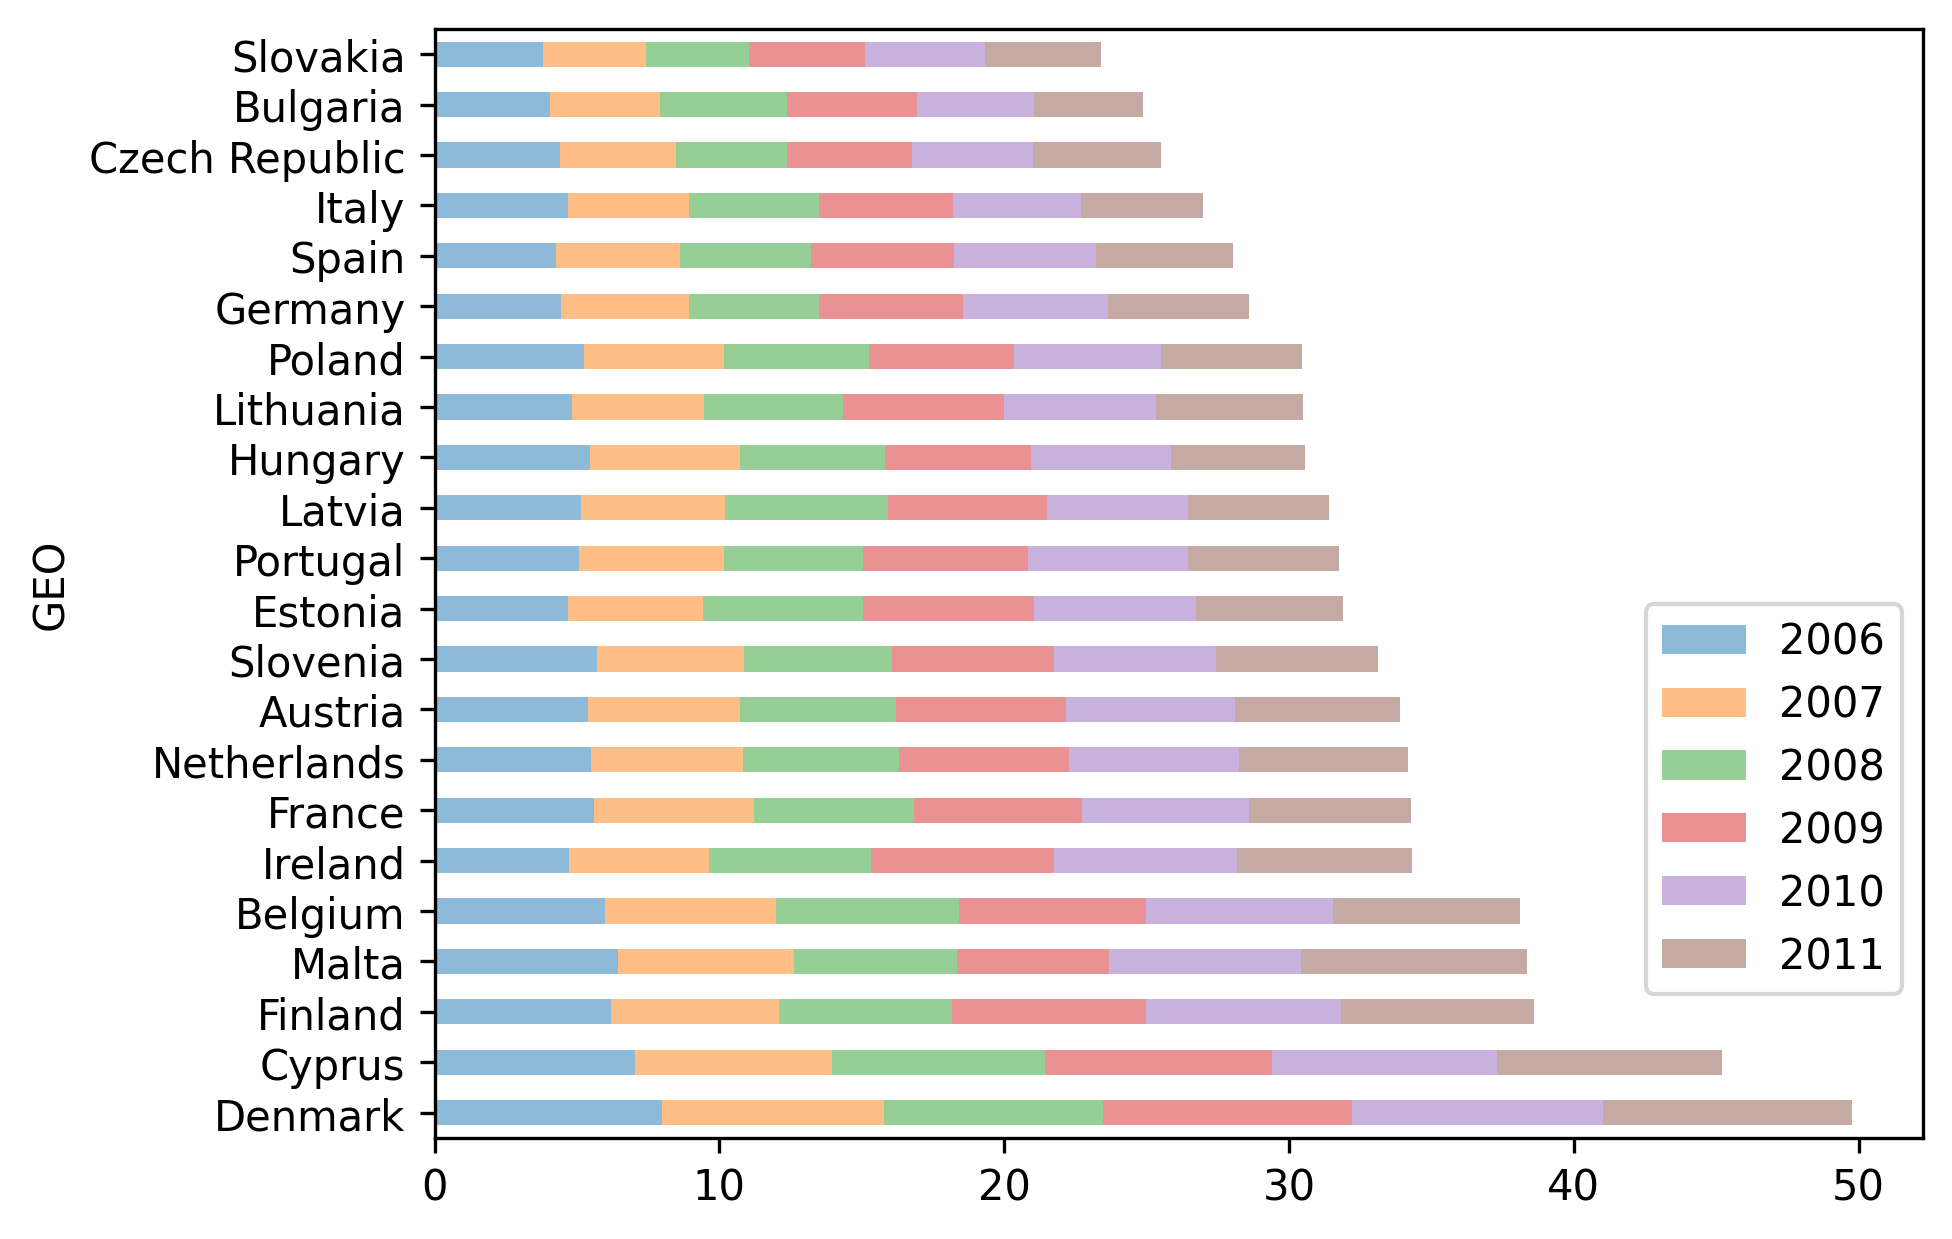 Slovakia
Bulgaria
Czech Republic
Italy
Spain
Germany
Poland
Lithuania
Hungary
Latvia
Portugal
Estonia
Slovenia
Austria
Netherlands
France
Ireland
Belgium
Malta
Finland
Cyprus
Denmark
GEO
0 10 20 30 40 50
2006
2007
2008
2009
2010
2011